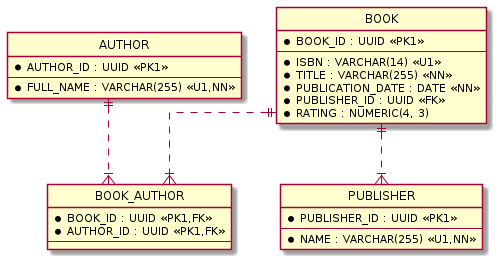 AUTHOR
AUTHOR_ID : UUID «PK1»
FULL_NAME : VARCHAR(255) «U1,NN»
BOOK
BOOK_ID : UUID «PK1»
ISBN : VARCHAR(14) «U1»
TITLE : VARCHAR(255) «NN»
PUBLICATION_DATE : DATE «NN»
PUBLISHER_ID : UUID «FK»
RATING : NUMERIC(4, 3)
BOOK_AUTHOR
BOOK_ID : UUID «PK1,FK»
AUTHOR_ID : UUID «PK1,FK»
PUBLISHER
PUBLISHER_ID : UUID «PK1»
NAME : VARCHAR(255) «U1,NN»